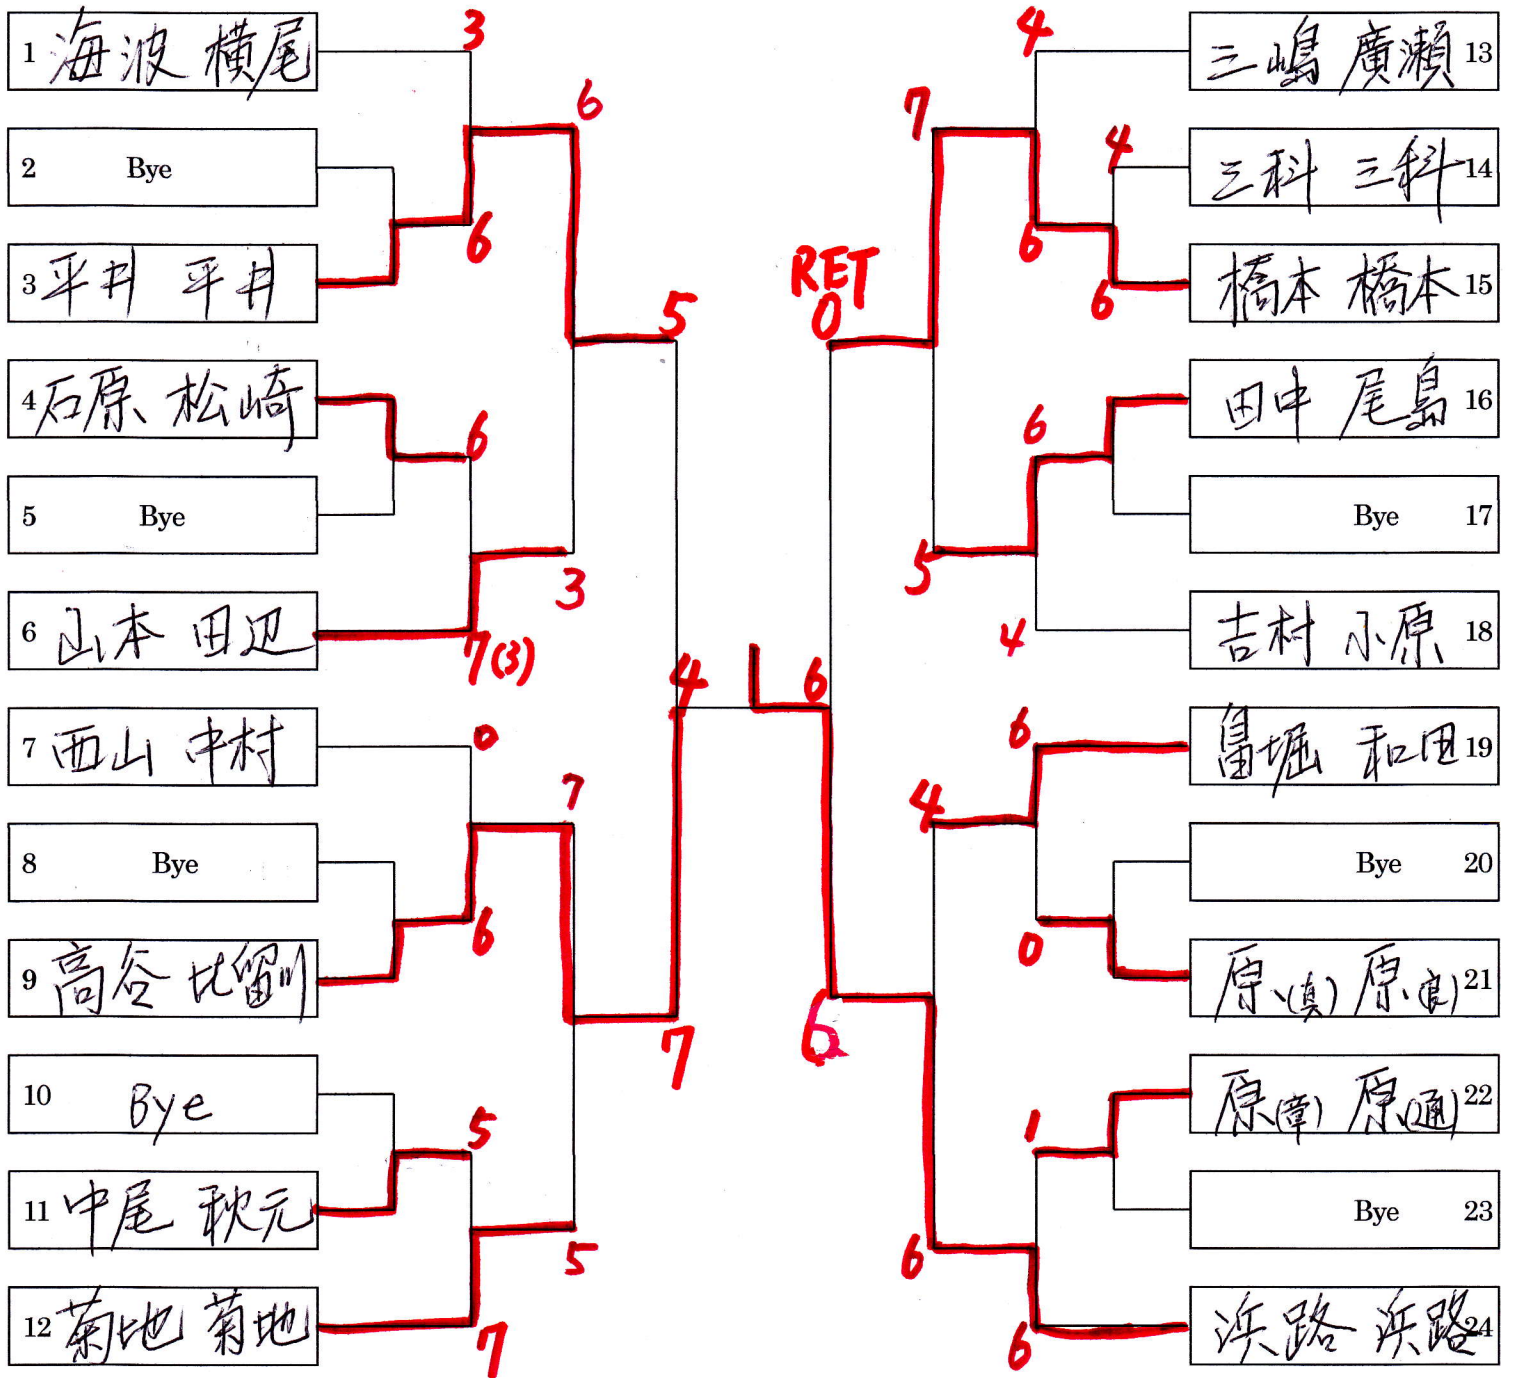 1 海波 横尾
2 Bye
3 平井 平井
4 石原 松崎
5 Bye
6 山本 田辺
7 西山 中村
8 Bye
9 高谷 比留川
10 Bye
11 中尾 秋元
12 菊地 菊地
3
6
6
6
7(3)
3
5
0
6
7
5
7
5
7
4
6
RET
0
6
7
5
4
6
4
6
4
6
6
4
0
4
6
1
6
三嶋 廣瀬 13
三科 三科 14
橋本 橋本 15
田中 尾島 16
Bye 17
吉村 小原 18
畠堀 和田 19
Bye 20
原(真) 原(良) 21
原(章) 原(通) 22
Bye 23
浜路 浜路 24